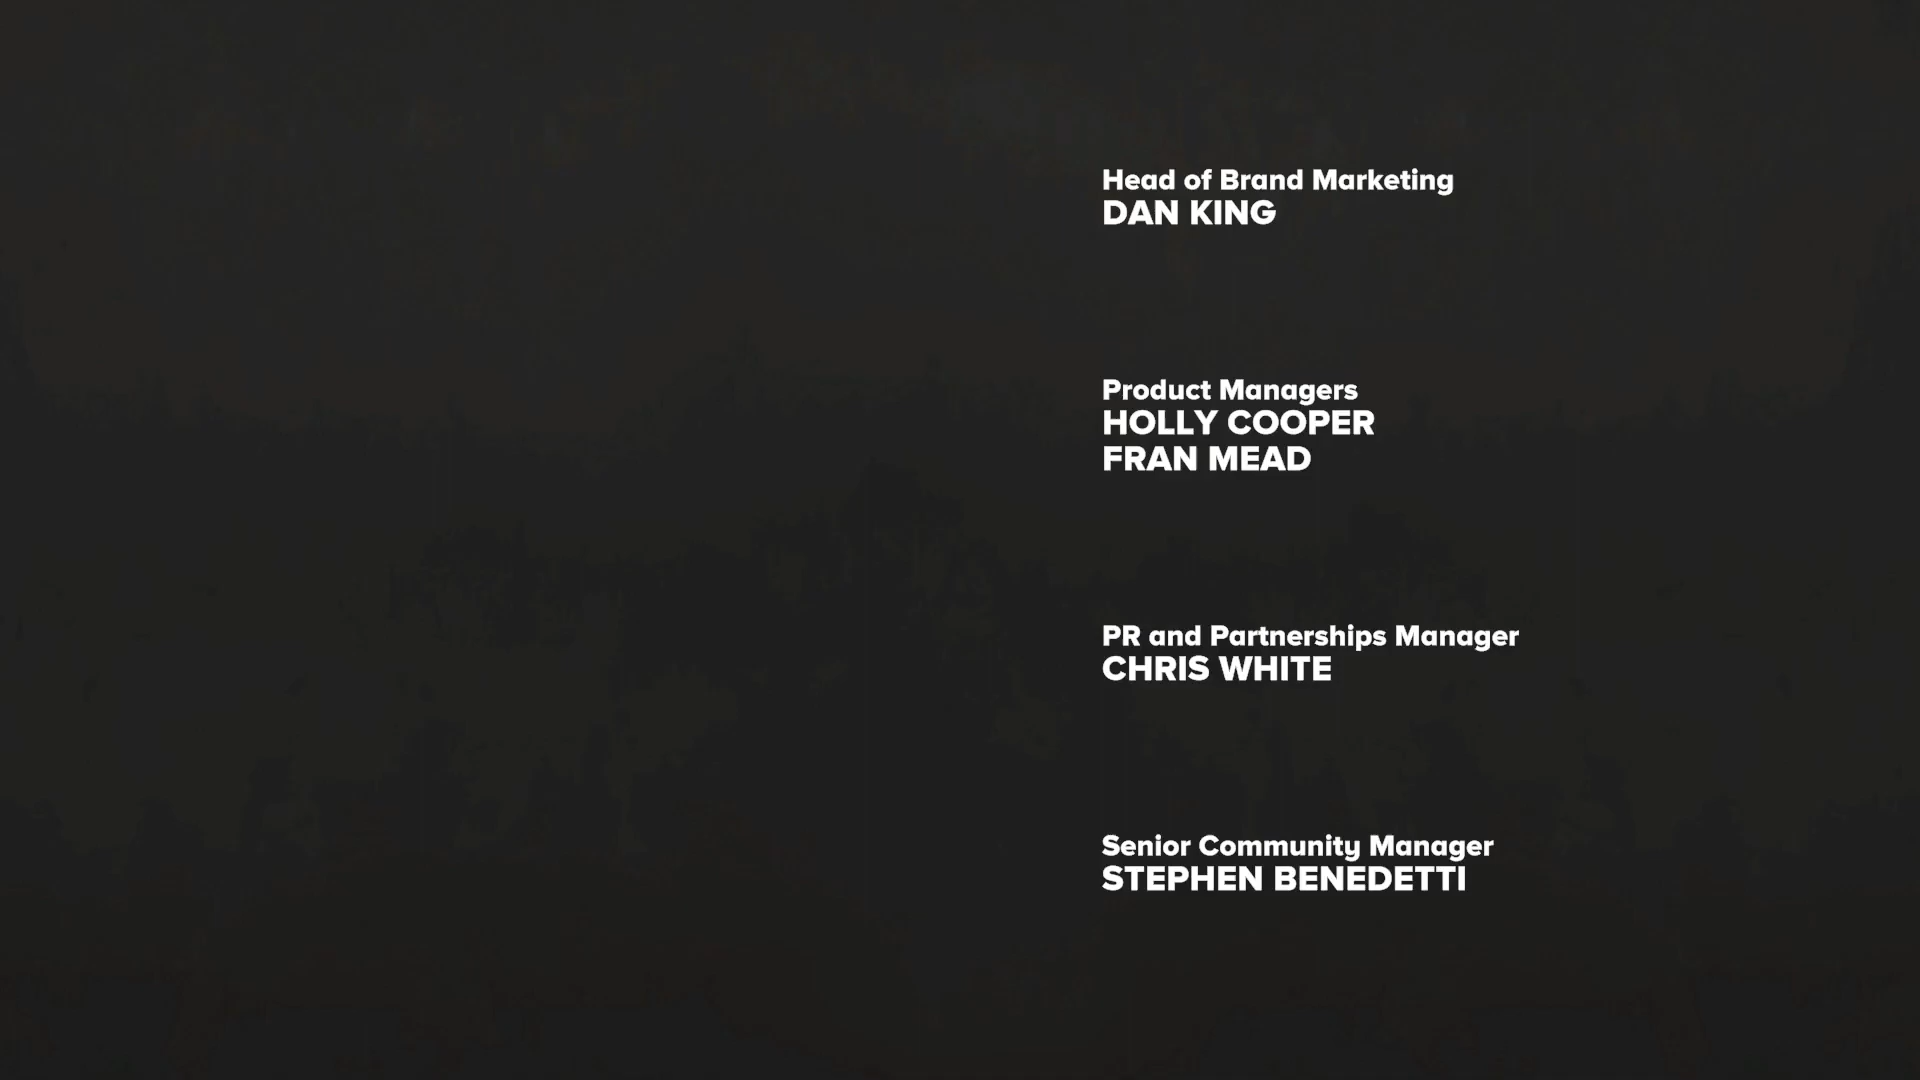 Head of Brand Marketing
DAN KING
Product Managers
HOLLY COOPER
FRAN MEAD
PR and Partnerships Manager
CHRIS WHITE
Senior Community Manager
STEPHEN BENEDETTI